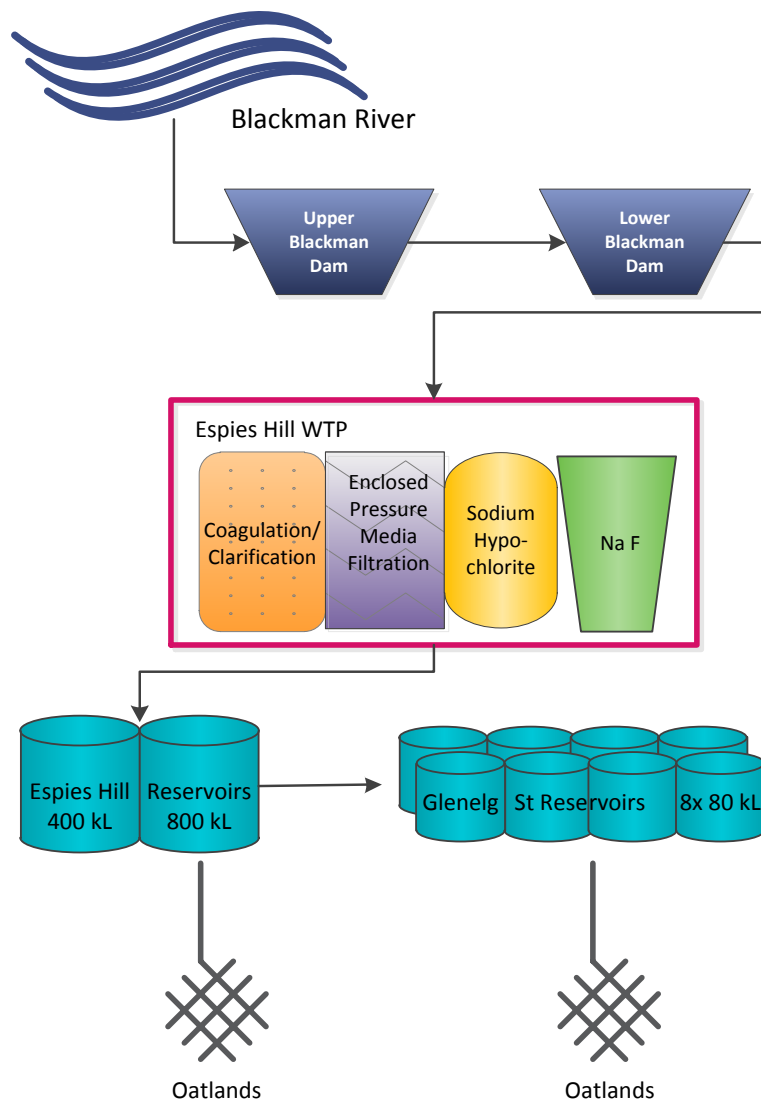 Blackman River
Upper
Blackman
Dam
Lower
Blackman
Dam
Espies Hill WTP
Coagulation/
Clarification
Enclosed
Pressure
Media
Filtration
Sodium
Hypo-
chlorite
Na F
Espies Hill Reservoirs
400 kL 800 kL
Glenelg St Reservoirs 8x 80 kL
Oatlands
Oatlands